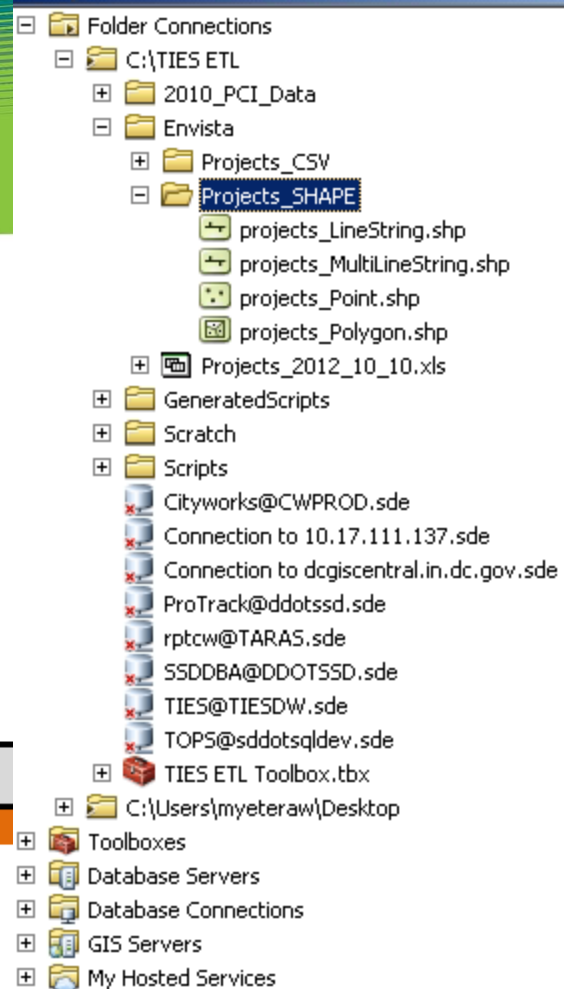 Folder Connections
C:\TIES ETL
2010_PCI_Data
Envista
Projects_CSV
Projects_SHAPE
projects_LineString.shp
projects_MultiLineString.shp
projects_Point.shp
projects_Polygon.shp
Projects_2012_10_10.xls
GeneratedScripts
Scratch
Scripts
Cityworks@CWPROD.sde
Connection to 10.17.111.137.sde
Connection to dcgiscentral.in.dc.gov.sde
ProTrack@ddotssd.sde
rptcw@TARAS.sde
SSDDBA@DDOTSSD.sde
TIES@TIESDW.sde
TOPS@sddotsqldev.sde
TIES ETL Toolbox.tbx
C:\Users\myeteraw\Desktop
Toolboxes
Database Servers
Database Connections
GIS Servers
My Hosted Services